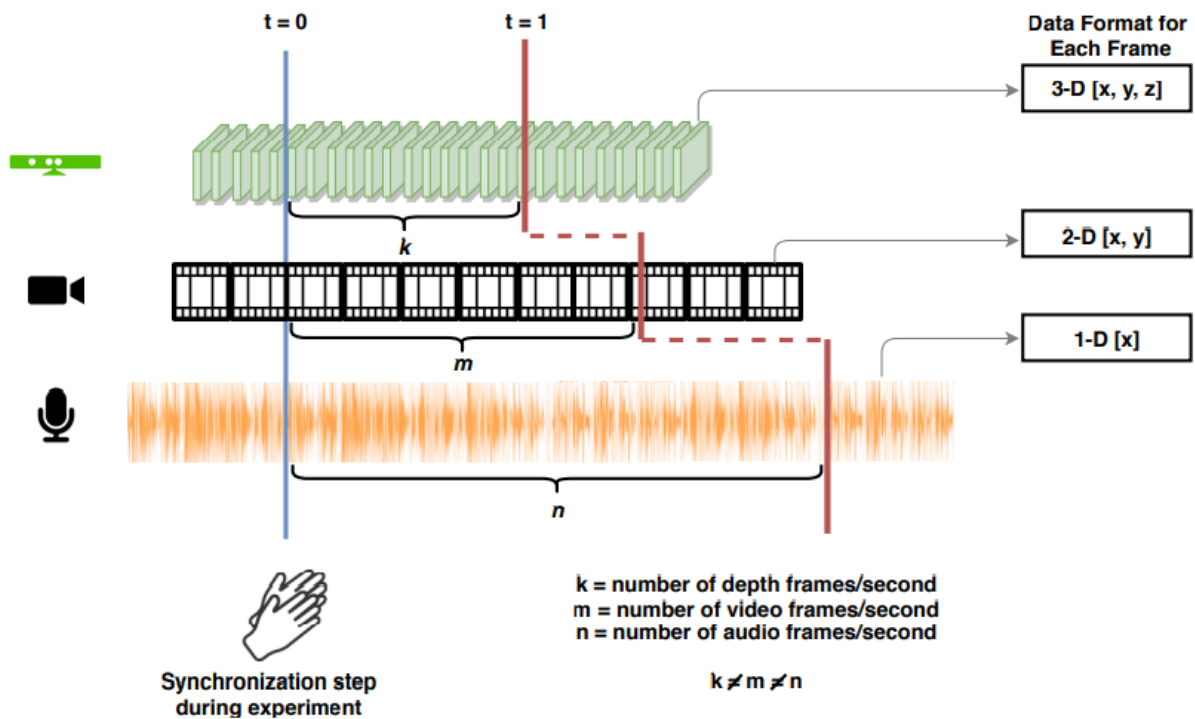 t = 0
t = 1
Data Format for
Each Frame
3-D [x, y, z]
k
2-D [x, y]
m
1-D [x]
n
k = number of depth frames/second
m = number of video frames/second
n = number of audio frames/second
k ≠ m ≠ n
Synchronization step
during experiment